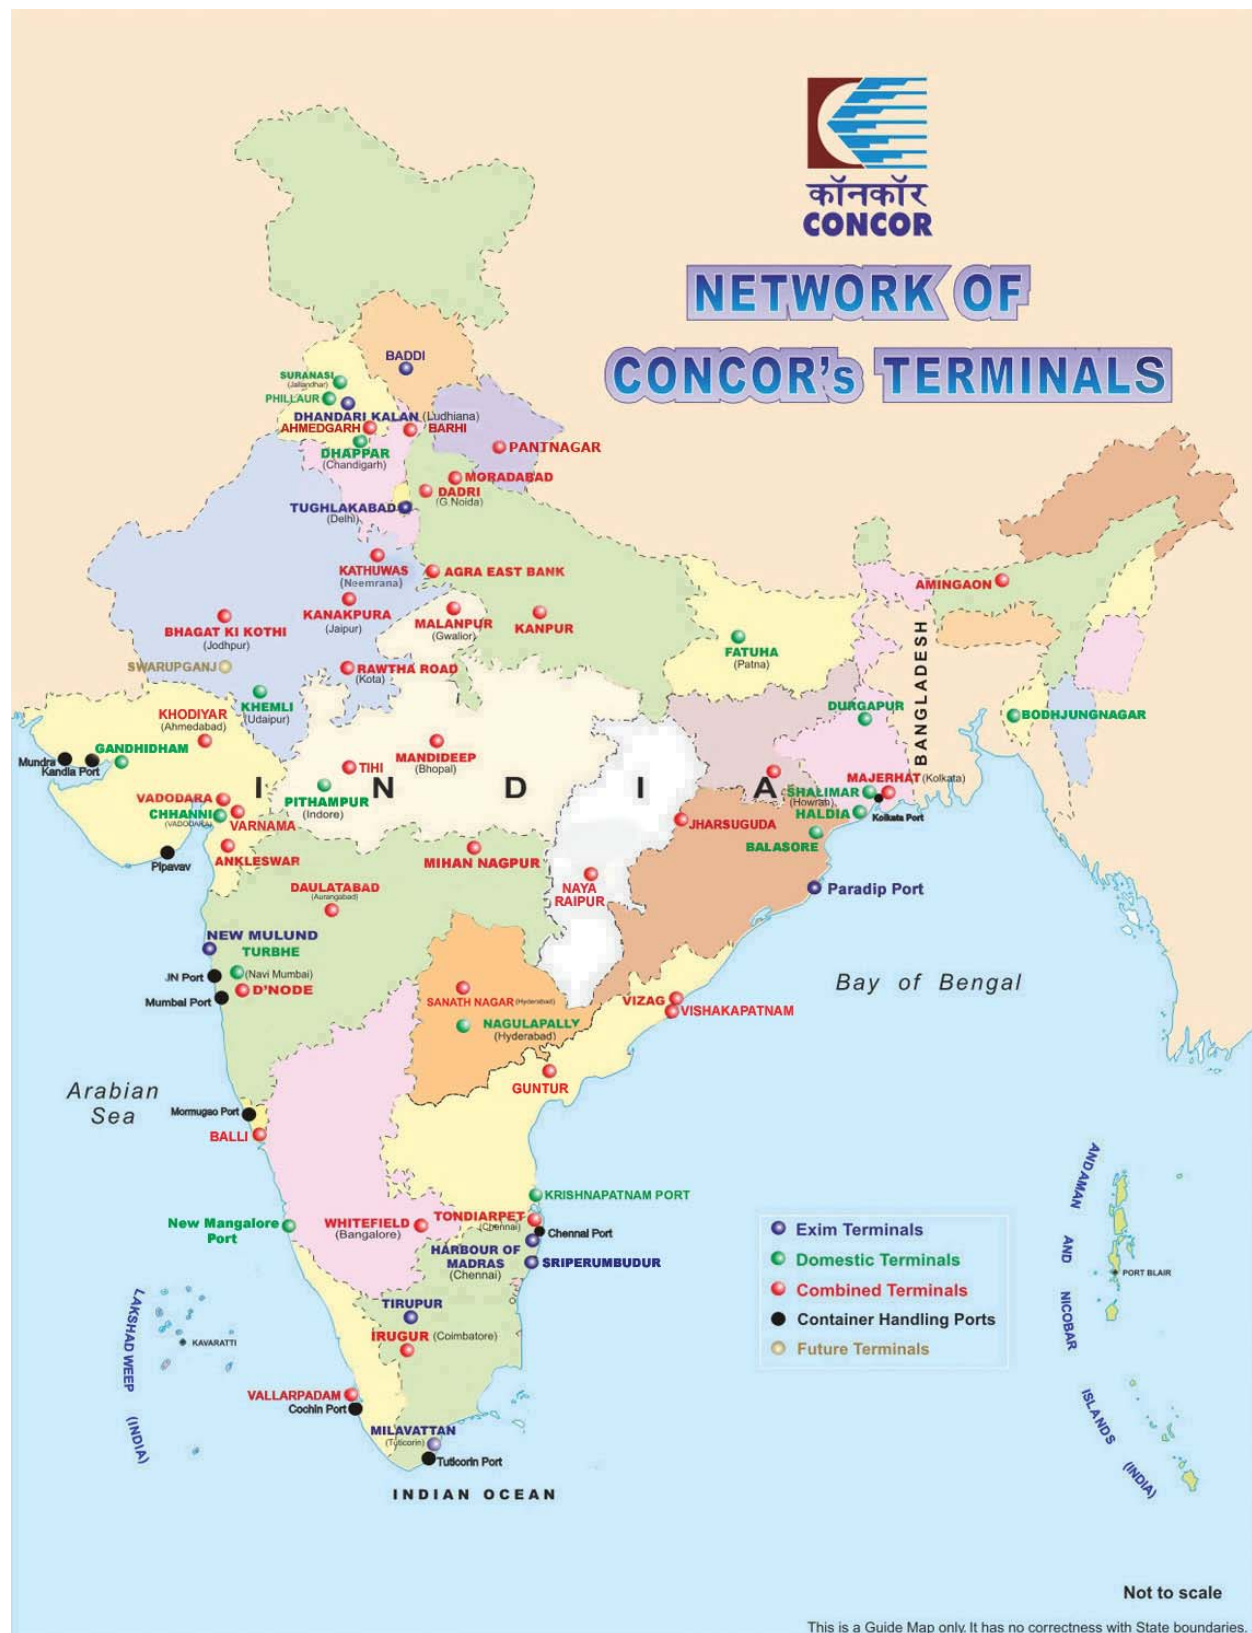 कॉनकॉर
CONCOR
NETWORK OF
CONCOR's TERMINALS
BADDI
SURANASI
(Jallandhar)
PHILLAUR
DHANDARI KALAN (Ludhiana)
AHMEDGARH
BARHI
DHAPPAR
(Chandigarh)
PANTNAGAR
MORADABAD
DADRI
(G.Noida)
TUGHLAKABAD
(Delhi)
KATHUWAS
(Neemrana)
AGRA EAST BANK
AMINGAON
KANAKPURA
(Jaipur)
MALANPUR
(Gwalior)
KANPUR
BHAGAT KI KOTHI
(Jodhpur)
FATUHA
(Patna)
BANGLADESH
SWARUPGANJ
RAWTHA ROAD
(Kota)
KHEMLI
(Udaipur)
KHODIYAR
(Ahmedabad)
DURGAPUR
BODHJUNGNAGAR
GANDHIDHAM
Mundra
Kandla Port
MANDIDEEP
(Bhopal)
TIHI
MAJERHAT (Kolkata)
INDIA
VADODARA
PITHAMPUR
(Indore)
SHALIMAR
(Howrah)
CHHANNI
(VADODARA)
VARNAMA
HALDIA
Kolkata Port
JHARSUGUDA
BALASORE
ANKLESWAR
Pipavav
MIHAN NAGPUR
DAULATABAD
(Aurangabad)
NAYA
RAIPUR
Paradip Port
NEW MULUND
TURBHE
(Navi Mumbai)
JN Port
D'NODE
Mumbai Port
Bay of Bengal
SANATH NAGAR (Hyderabad)
VIZAG
VISHAKAPATNAM
NAGULAPALLY
(Hyderabad)
Arabian
Sea
GUNTUR
Mormugao Port
BALLI
KRISHNAPATNAM PORT
New Mangalore
Port
WHITEFIELD
(Bangalore)
TONDIARPET
(Chennai)
Chennai Port
HARBOUR OF
MADRAS
(Chennai)
SRIPERUMBUDUR
TIRUPUR
IRUGUR (Coimbatore)
LAKSHADWEEP (INDIA)
KAVARATTI
VALLARPADAM
Cochin Port
MILAVATTAN
(Tuticorin)
Tuticorin Port
INDIAN OCEAN
Exim Terminals
Domestic Terminals
Combined Terminals
Container Handling Ports
Future Terminals
ANDAMAN AND NICOBAR ISLANDS (INDIA)
PORT BLAIR
Not to scale
This is a Guide Map only. It has no correctness with State boundaries.